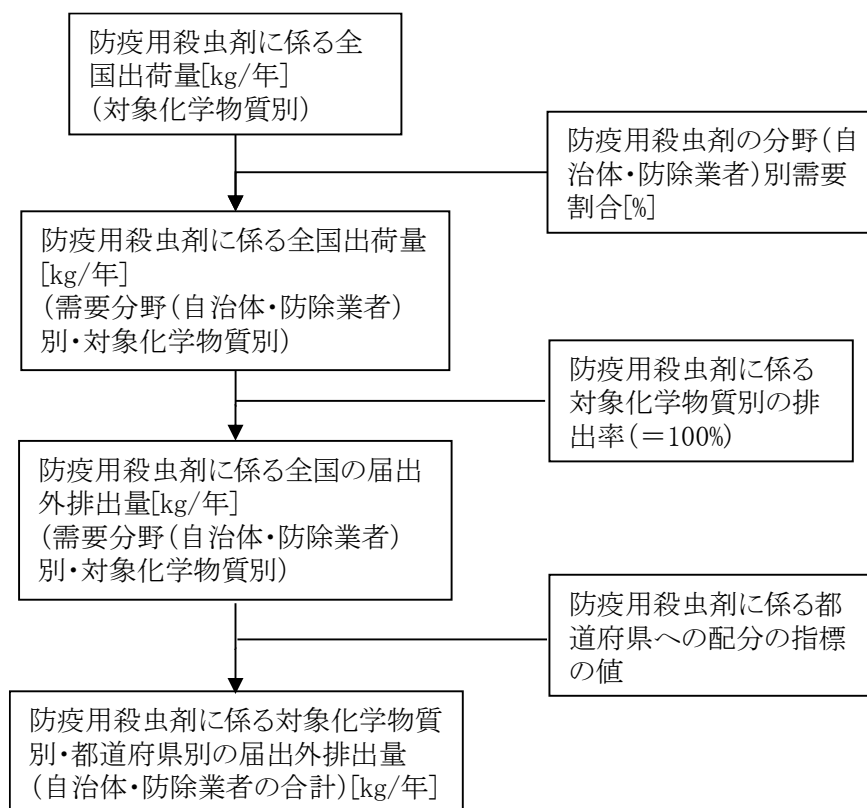 防疫用殺虫剤に係る全
国出荷量[kg/年]
(対象化学物質別)
防疫用殺虫剤の分野(自
治体・防除業者)別需要
割合[%]
防疫用殺虫剤に係る全国出荷量
[kg/年]
(需要分野(自治体・防除業者)
別・対象化学物質別)
防疫用殺虫剤に係る
対象化学物質別の排
出率(=100%)
防疫用殺虫剤に係る全国の届出
外排出量[kg/年]
(需要分野(自治体・防除業者)
別・対象化学物質別)
防疫用殺虫剤に係る都
道府県への配分の指標
の値
防疫用殺虫剤に係る対象化学物質
別・都道府県別の届出外排出量
(自治体・防除業者の合計)[kg/年]